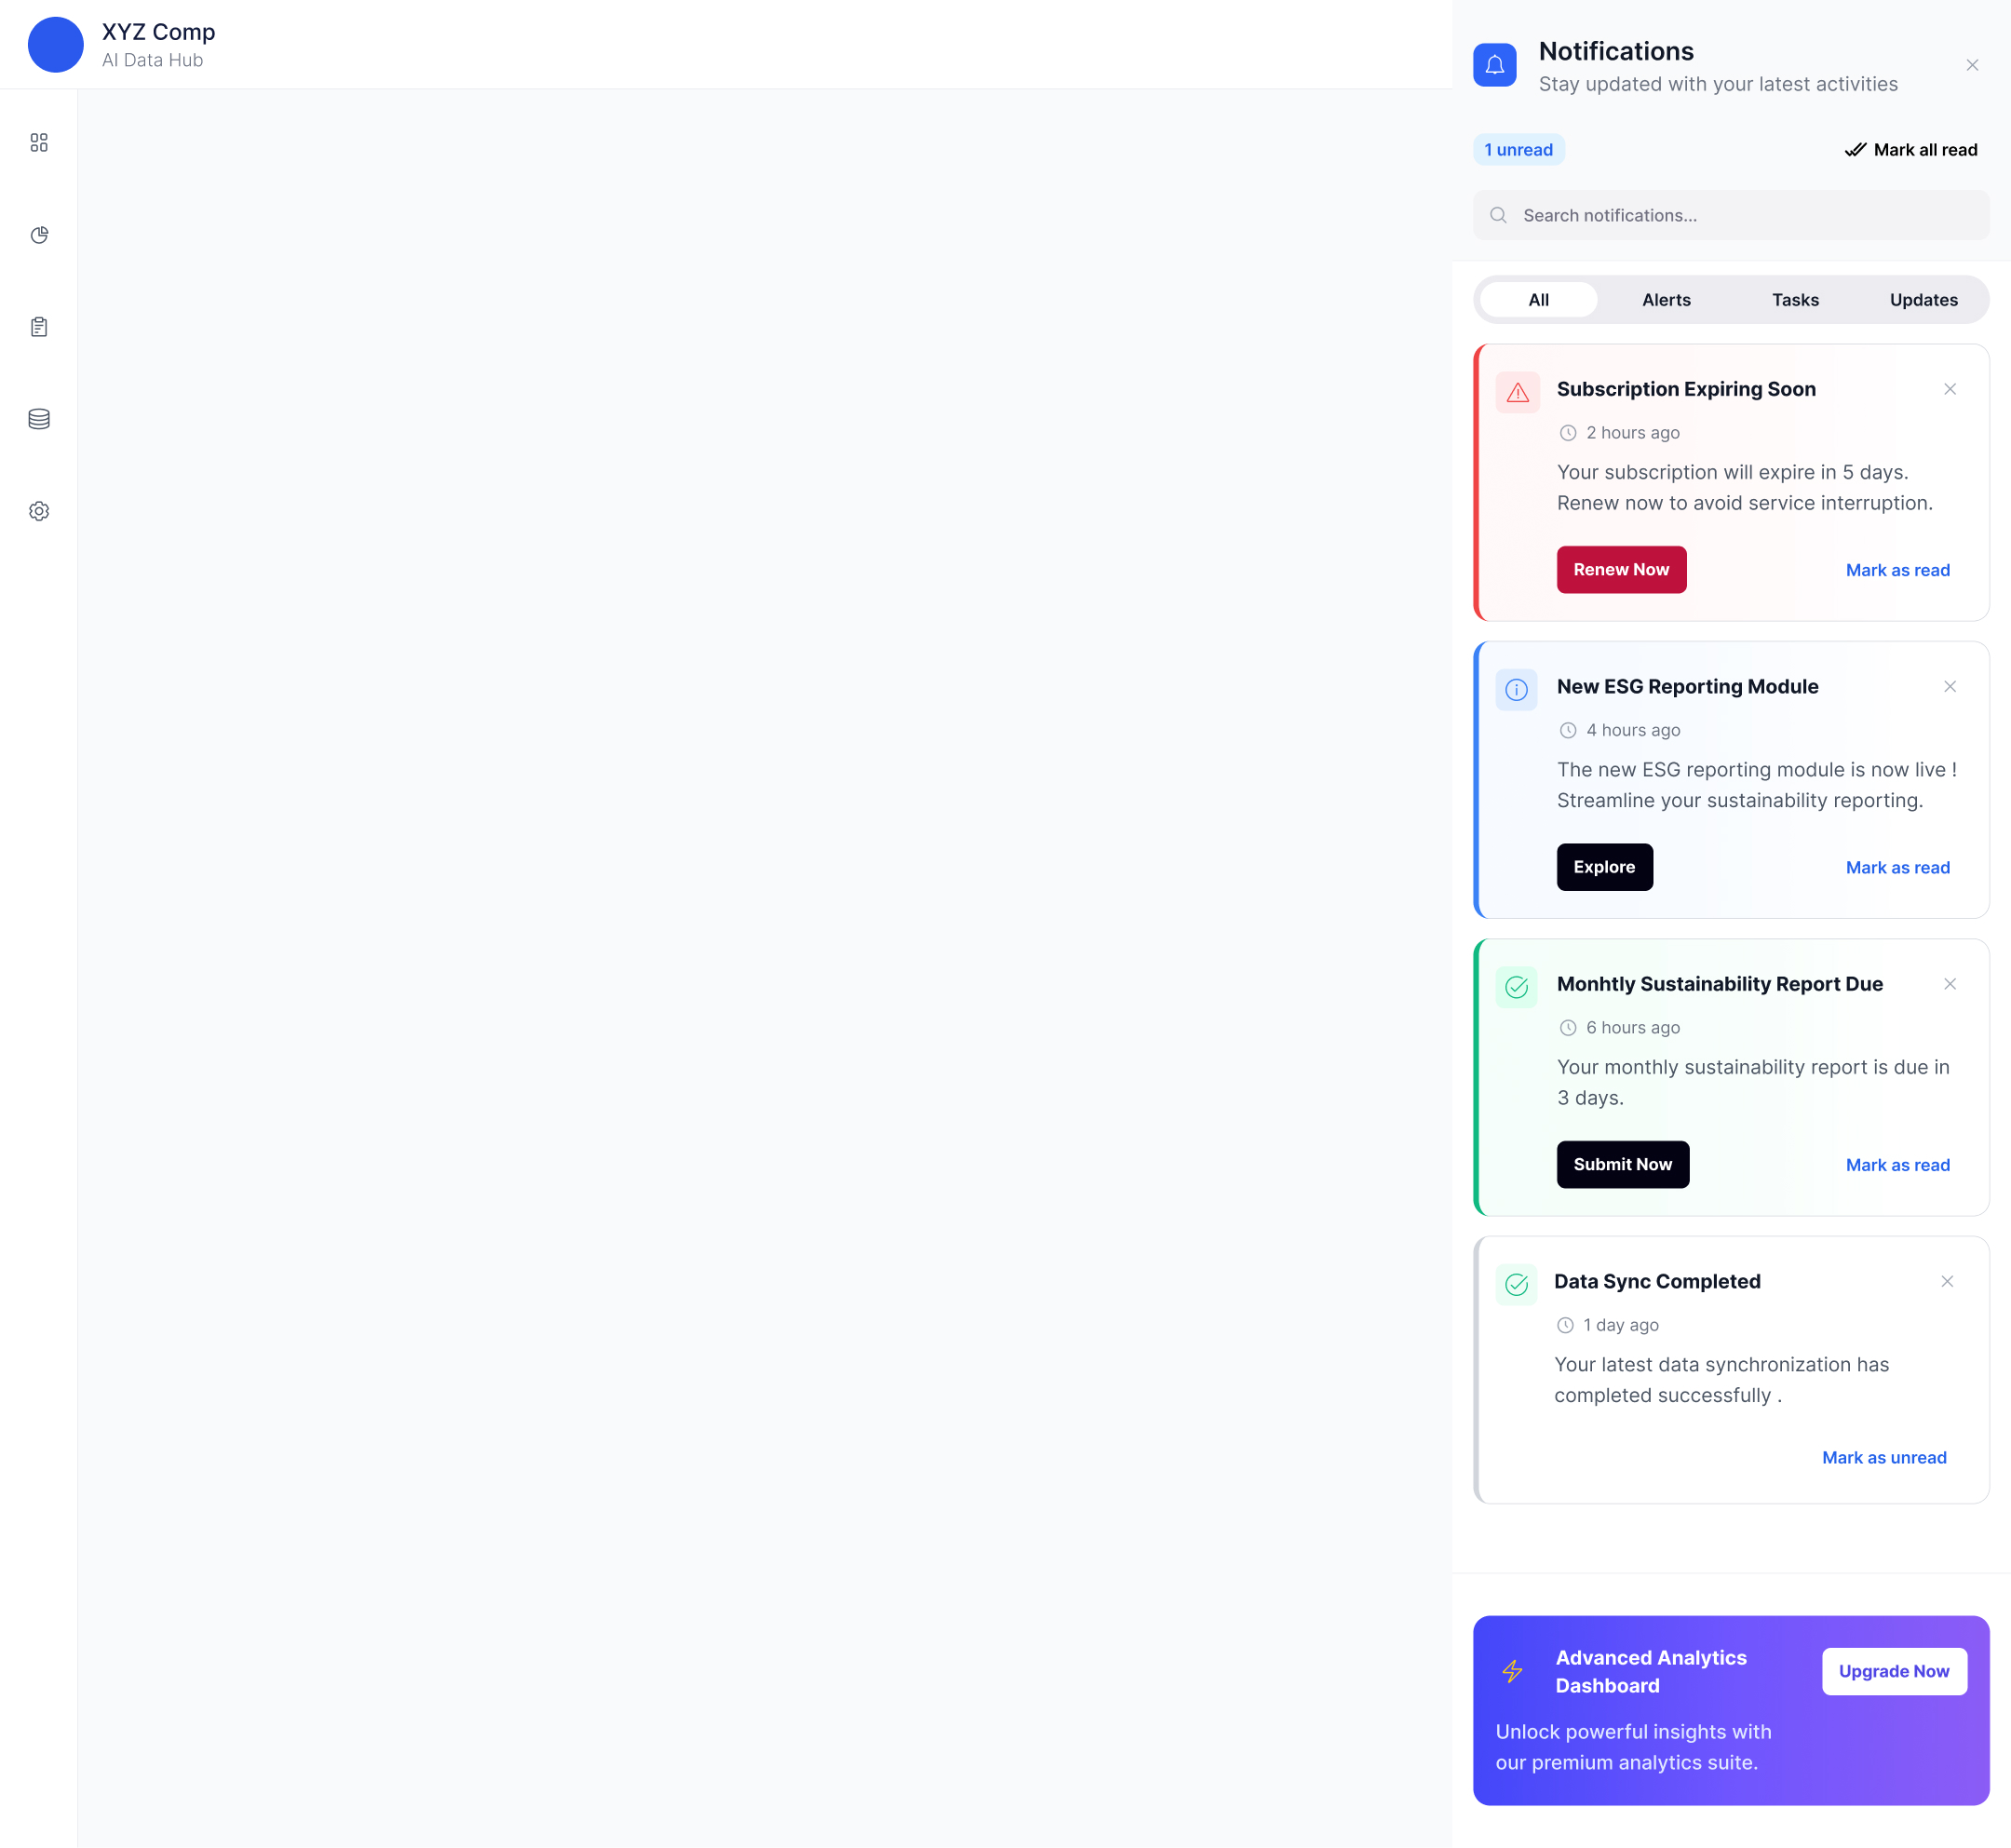 XYZ Comp
AI Data Hub
Notifications
Stay updated with your latest activities
1 unread
Mark all read
Search notifications...
All
Alerts
Tasks
Updates
Subscription Expiring Soon
2 hours ago
Your subscription will expire in 5 days.
Renew now to avoid service interruption.
Renew Now
Mark as read
New ESG Reporting Module
4 hours ago
The new ESG reporting module is now live !
Streamline your sustainability reporting.
Explore
Mark as read
Monhtly Sustainability Report Due
6 hours ago
Your monthly sustainability report is due in
3 days.
Submit Now
Mark as read
Data Sync Completed
1 day ago
Your latest data synchronization has
completed successfully .
Mark as unread
Advanced Analytics
Dashboard
Upgrade Now
Unlock powerful insights with
our premium analytics suite.